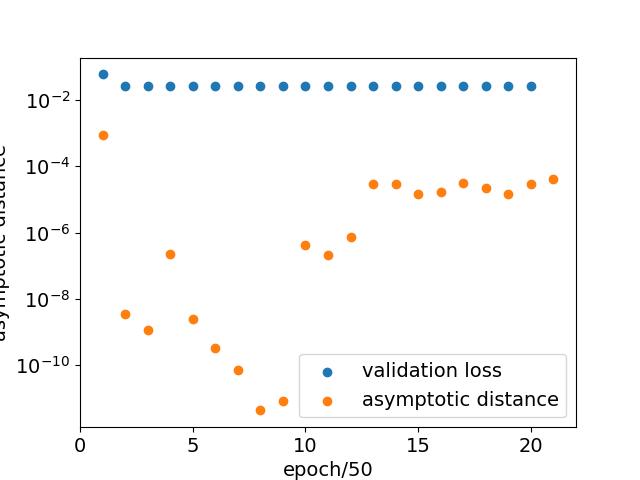 asymptotic distance
10⁻²
10⁻⁴
10⁻⁶
10⁻⁸
10⁻¹⁰
0 5 10 15 20
epoch/50
validation loss
asymptotic distance